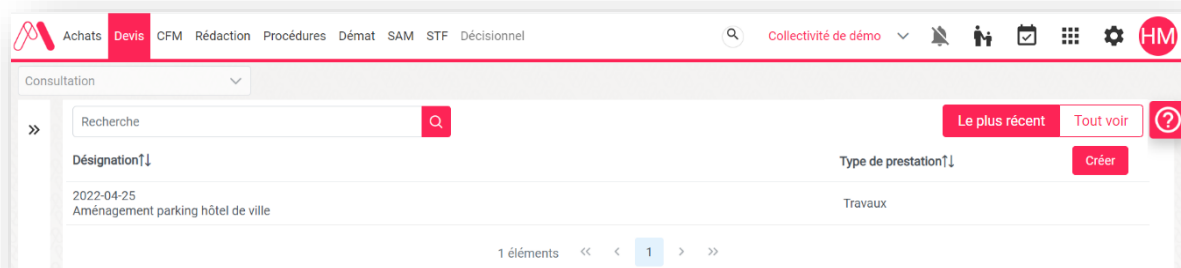 Achats Devis CFM Rédaction Procédures Démat SAM STF Décisionnel Collectivité de démo HM
Consultation
Recherche Le plus récent Tout voir
Désignation Type de prestation Créer
2022-04-25
Aménagement parking hôtel de ville Travaux
1 éléments << < 1 > >>